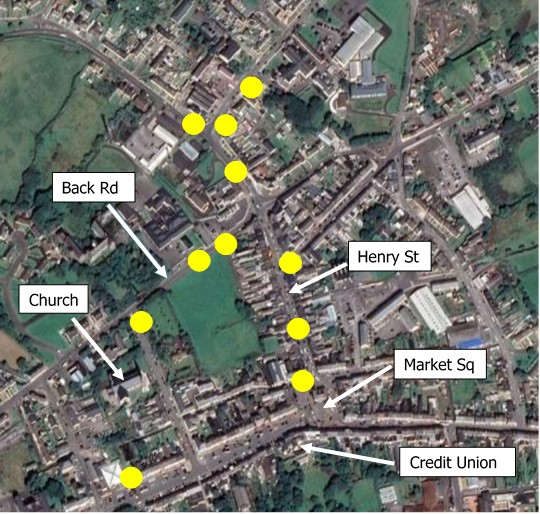 Back Rd
Henry St
Church
Market Sq
Credit Union